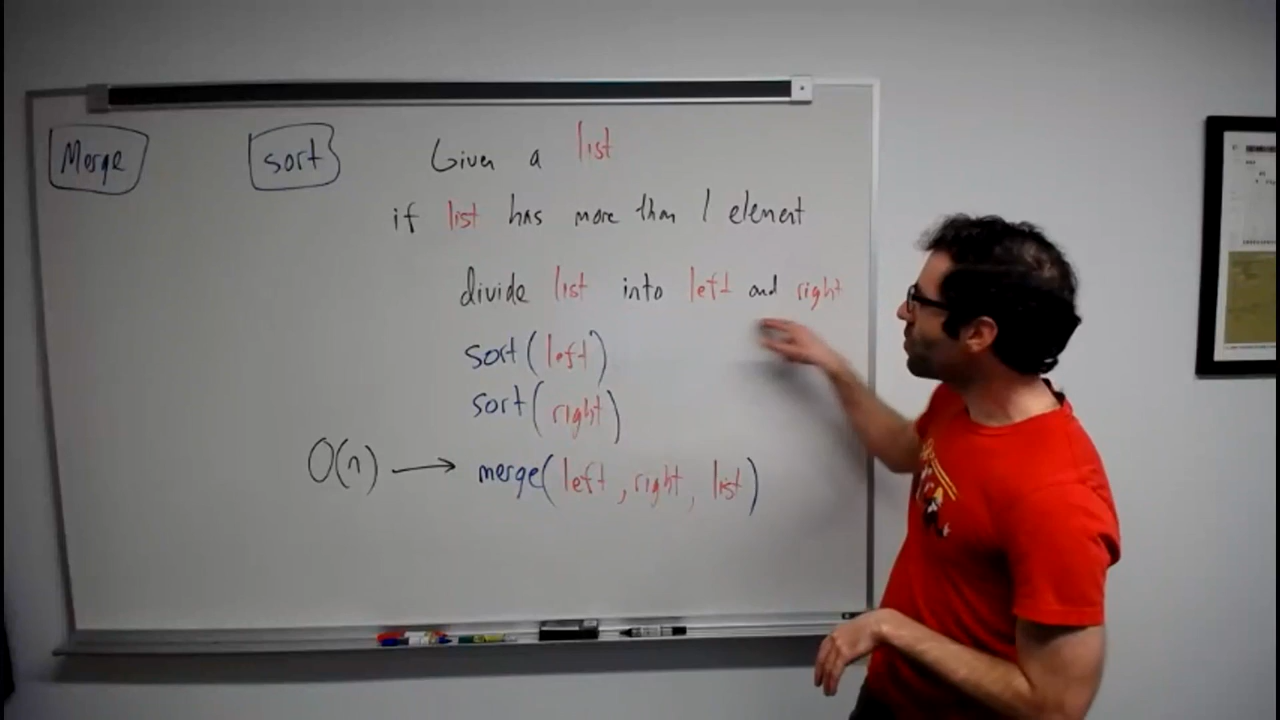 Merge sort
Given a list
if list has more than 1 element
divide list into left and right
sort(left)
sort(right)
O(n) → merge(left, right, list)